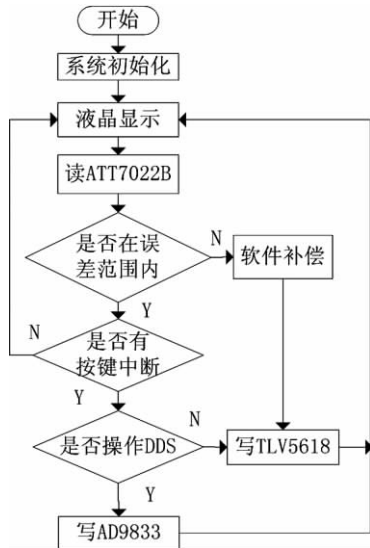 开始
系统初始化
液晶显示
读ATT7022B
是否在误
差范围内
N
软件补偿
Y
N
是否有
按键中断
Y
N
是否操作DDS
写TLV5618
Y
写AD9833